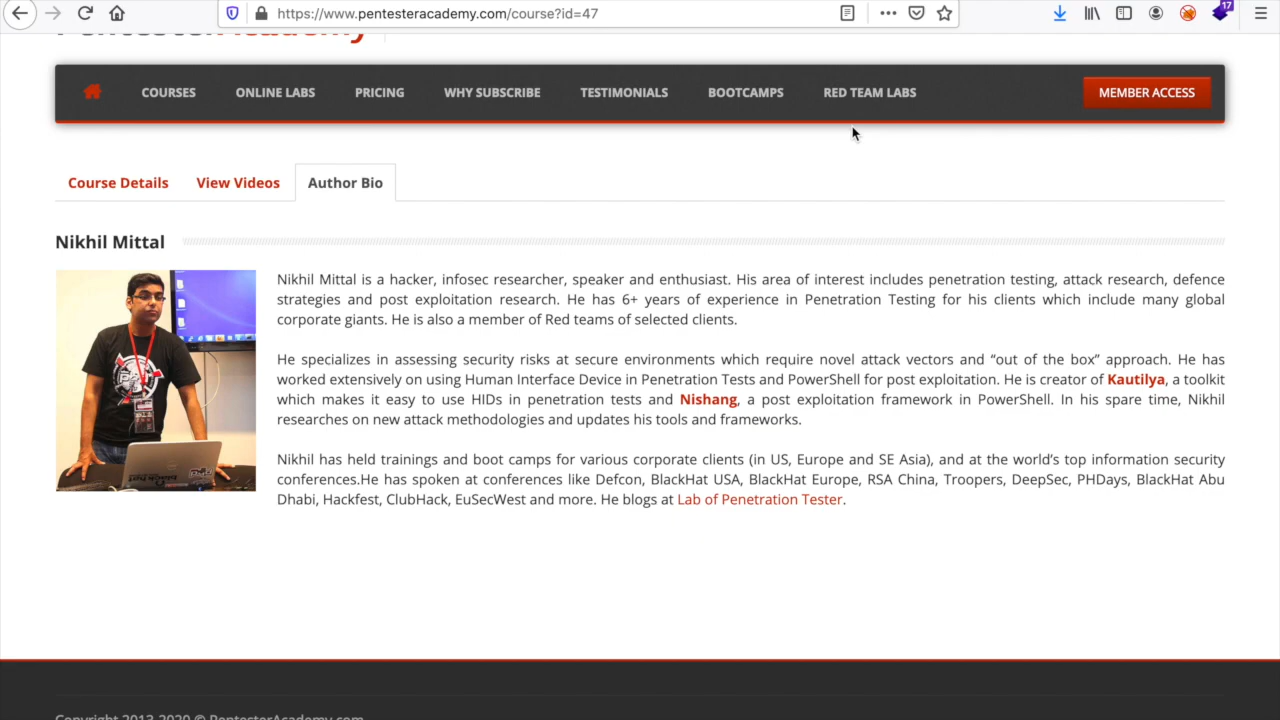 https://www.pentesteracademy.com/course?id=47
17
COURSES ONLINE LABS PRICING WHY SUBSCRIBE TESTIMONIALS BOOTCAMPS RED TEAM LABS MEMBER ACCESS
Course Details View Videos Author Bio
Nikhil Mittal
Nikhil Mittal is a hacker, infosec researcher, speaker and enthusiast. His area of interest includes penetration testing, attack research, defence
strategies and post exploitation research. He has 6+ years of experience in Penetration Testing for his clients which include many global
corporate giants. He is also a member of Red teams of selected clients.
He specializes in assessing security risks at secure environments which require novel attack vectors and “out of the box” approach. He has
worked extensively on using Human Interface Device in Penetration Tests and PowerShell for post exploitation. He is creator of Kautilya, a toolkit
which makes it easy to use HIDs in penetration tests and Nishang, a post exploitation framework in PowerShell. In his spare time, Nikhil
researches on new attack methodologies and updates his tools and frameworks.
Nikhil has held trainings and boot camps for various corporate clients (in US, Europe and SE Asia), and at the world’s top information security
conferences.He has spoken at conferences like Defcon, BlackHat USA, BlackHat Europe, RSA China, Troopers, DeepSec, PHDays, BlackHat Abu
Dhabi, Hackfest, ClubHack, EuSecWest and more. He blogs at Lab of Penetration Tester.
Copyright 2013-2020 © PentesterAcademy.com